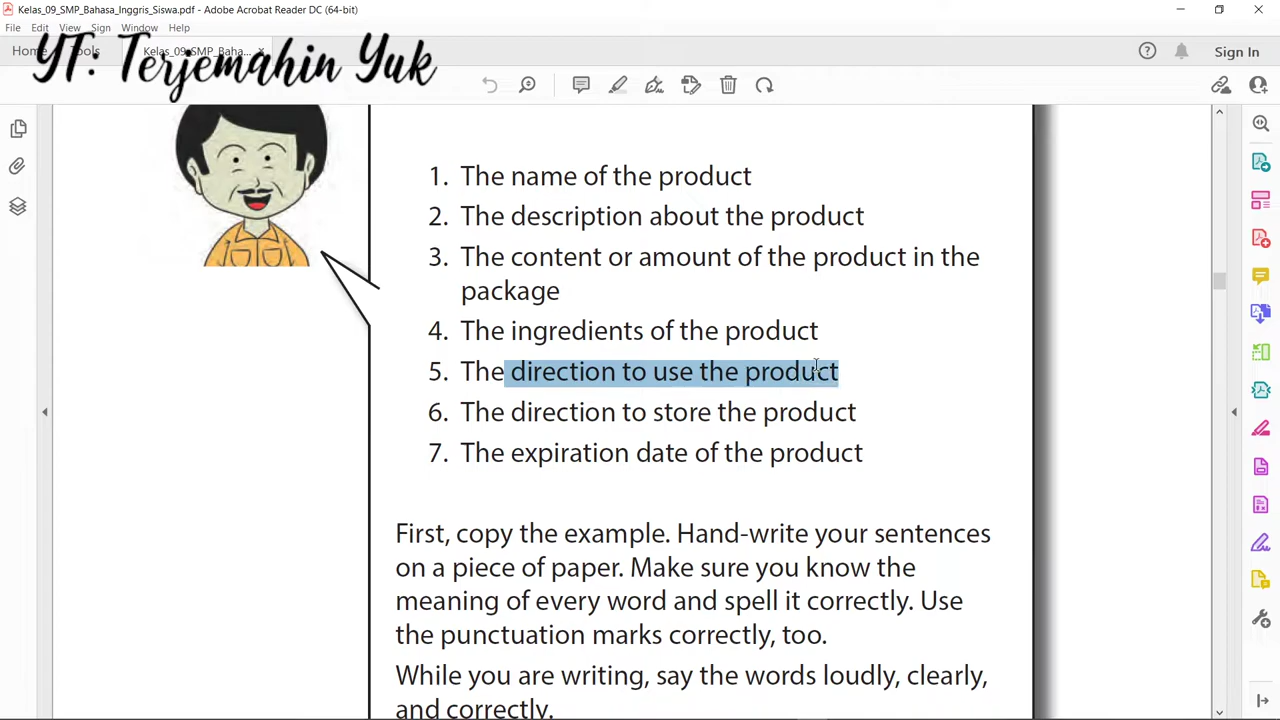 Kelas_09_SMP_Bahasa_Inggris_Siswa.pdf - Adobe Acrobat Reader DC (64-bit)
File Edit View Sign Window Help
Home Tools Kelas_09_SMP_Baha... × Sign In
YT: Terjemahin Yuk
1. The name of the product
2. The description about the product
3. The content or amount of the product in the
package
4. The ingredients of the product
5. The direction to use the product
6. The direction to store the product
7. The expiration date of the product
First, copy the example. Hand-write your sentences
on a piece of paper. Make sure you know the
meaning of every word and spell it correctly. Use
the punctuation marks correctly, too.
While you are writing, say the words loudly, clearly,
and correctly.